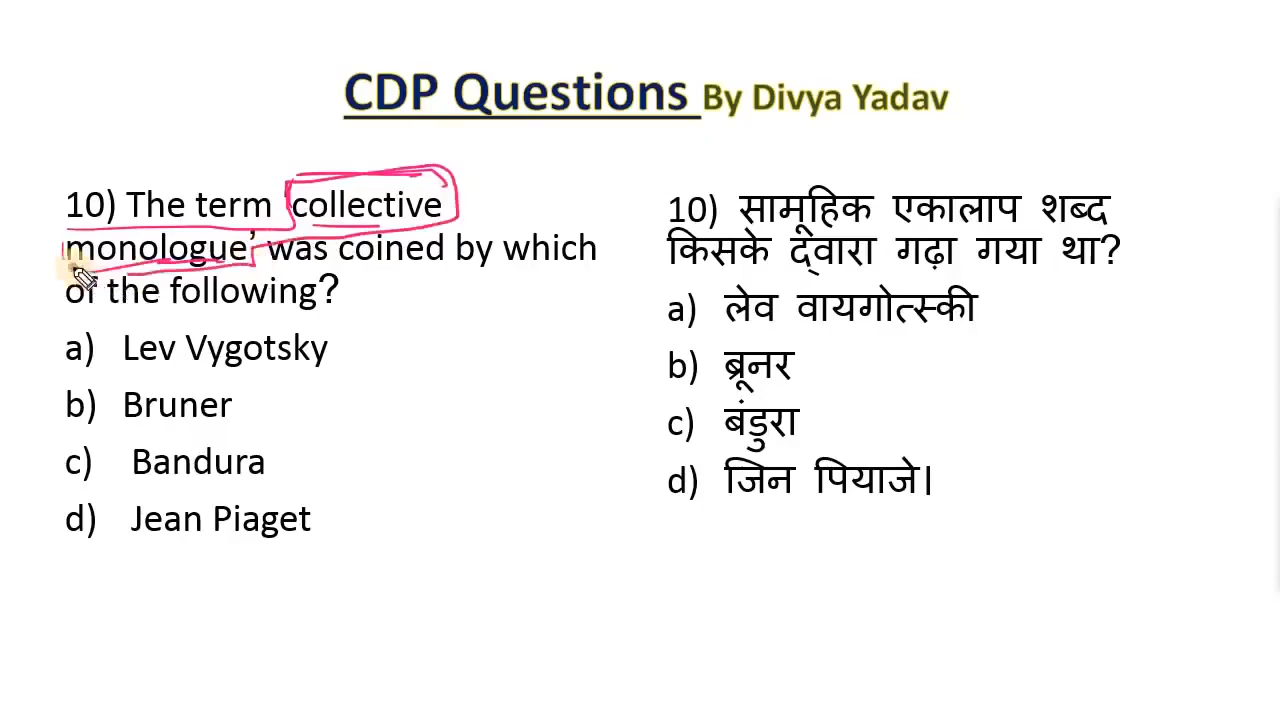 CDP Questions By Divya Yadav
10) The term 'collective
monologue' was coined by which
of the following?
a) Lev Vygotsky
b) Bruner
c) Bandura
d) Jean Piaget
10) सामूहिक एकालाप शब्द
किसके द्वारा गढ़ा गया था?
a) लेव वायगोत्स्की
b) ब्रूनर
c) बंडुरा
d) जिन पियाजे।